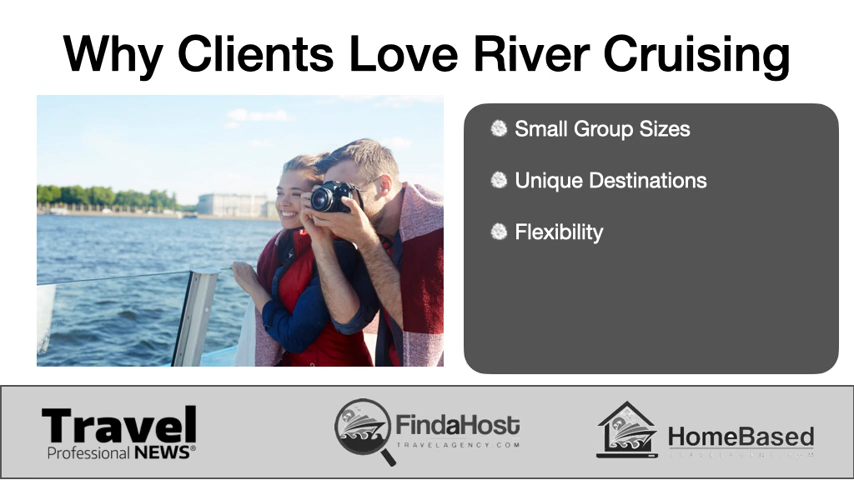 Why Clients Love River Cruising
Small Group Sizes
Unique Destinations
Flexibility
Travel
Professional NEWS®
FindaHost
TRAVELAGENCY.COM
HomeBased